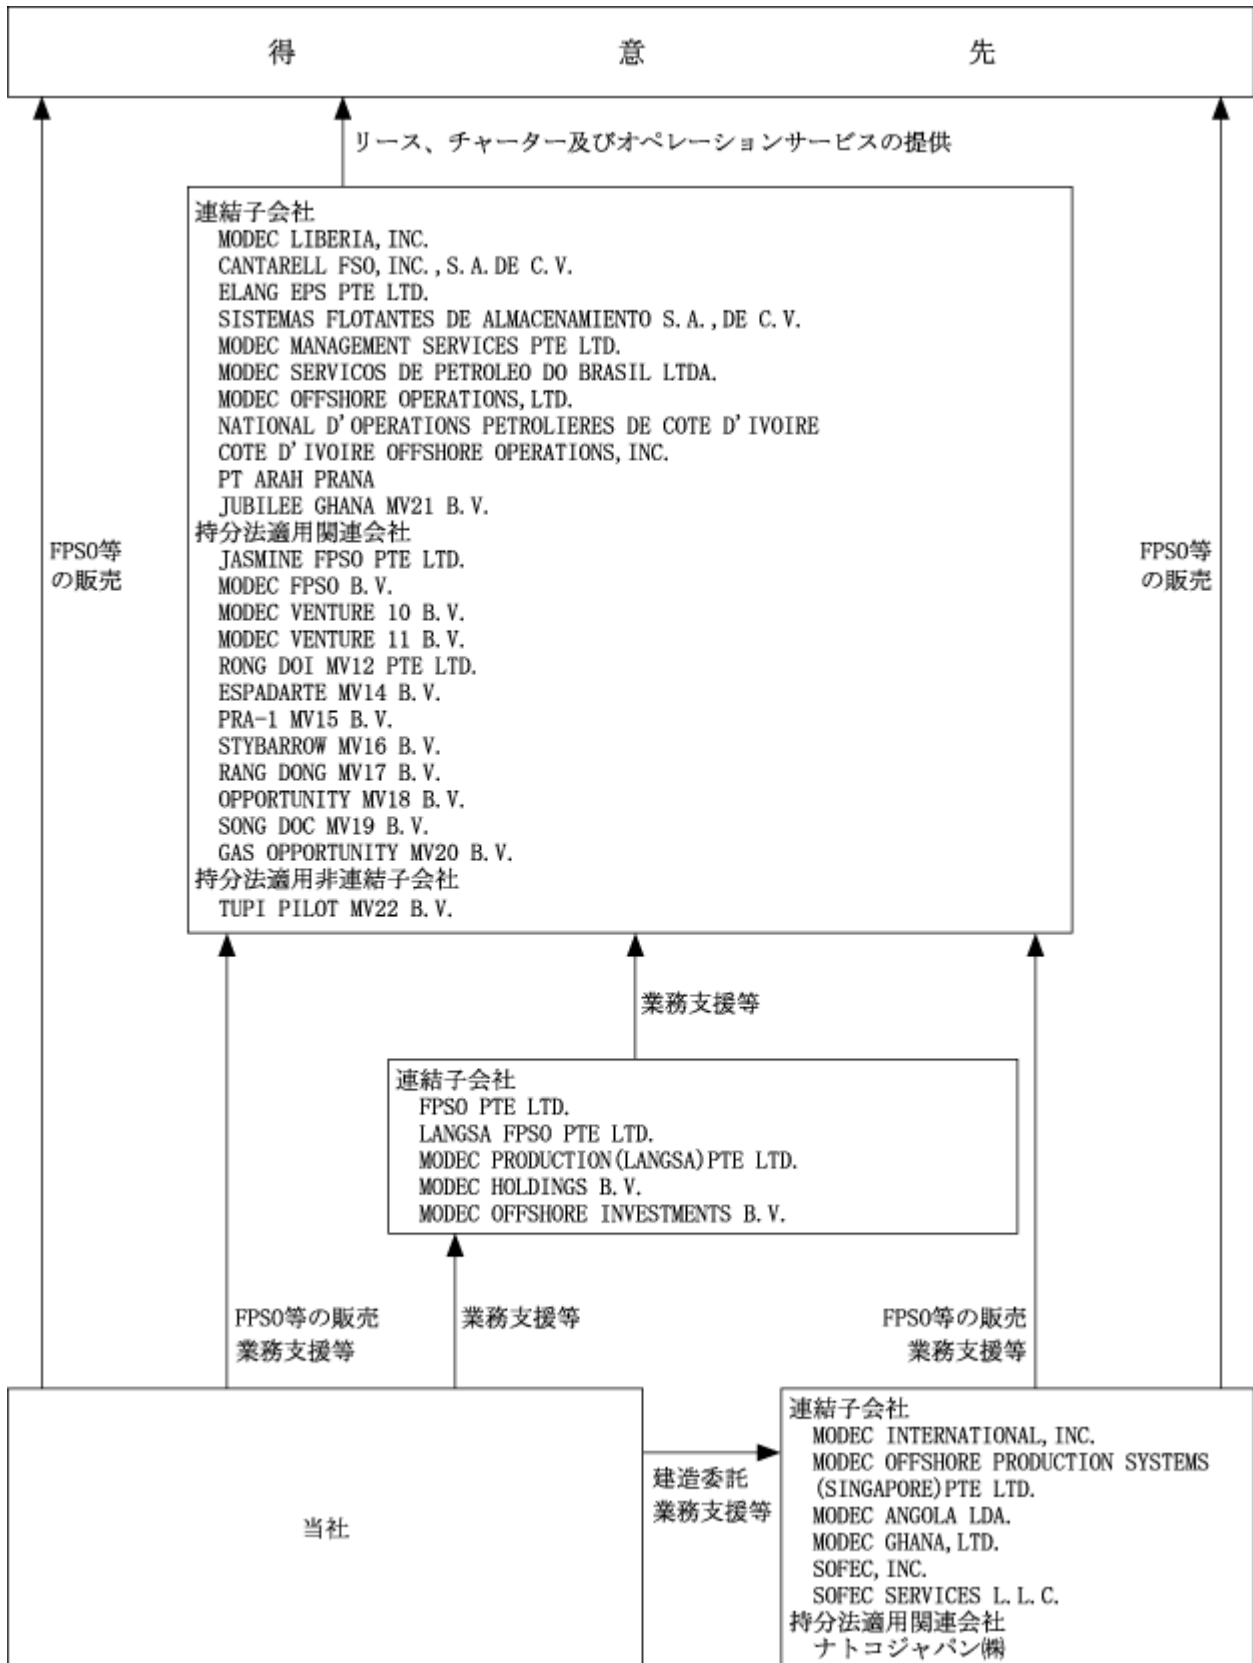 得意先
リース、チャーター及びオペレーションサービスの提供
連結子会社
MODEC LIBERIA,INC.
CANTARELL FSO,INC.,S.A.DE C.V.
ELANG EPS PTE LTD.
SISTEMAS FLOTANTES DE ALMACENAMIENTO S.A.,DE C.V.
MODEC MANAGEMENT SERVICES PTE LTD.
MODEC SERVICOS DE PETROLEO DO BRASIL LTDA.
MODEC OFFSHORE OPERATIONS,LTD.
NATIONAL D'OPERATIONS PETROLIERES DE COTE D'IVOIRE
COTE D'IVOIRE OFFSHORE OPERATIONS,INC.
PT ARAH PRANA
JUBILEE GHANA MV21 B.V.
持分法適用関連会社
JASMINE FPSO PTE LTD.
MODEC FPSO B.V.
MODEC VENTURE 10 B.V.
MODEC VENTURE 11 B.V.
RONG DOI MV12 PTE LTD.
ESPADARTE MV14 B.V.
PRA-1 MV15 B.V.
STYBARROW MV16 B.V.
RANG DONG MV17 B.V.
OPPORTUNITY MV18 B.V.
SONG DOC MV19 B.V.
GAS OPPORTUNITY MV20 B.V.
持分法適用非連結子会社
TUPI PILOT MV22 B.V.
FPSO等
の販売
FPSO等
の販売
業務支援等
連結子会社
FPSO PTE LTD.
LANGSA FPSO PTE LTD.
MODEC PRODUCTION(LANGSA)PTE LTD.
MODEC HOLDINGS B.V.
MODEC OFFSHORE INVESTMENTS B.V.
FPSO等の販売
業務支援等
業務支援等
FPSO等の販売
業務支援等
当社
建造委託
業務支援等
連結子会社
MODEC INTERNATIONAL,INC.
MODEC OFFSHORE PRODUCTION SYSTEMS
(SINGAPORE)PTE LTD.
MODEC ANGOLA LDA.
MODEC GHANA,LTD.
SOFEC,INC.
SOFEC SERVICES L.L.C.
持分法適用関連会社
ナトコジャパン㈱